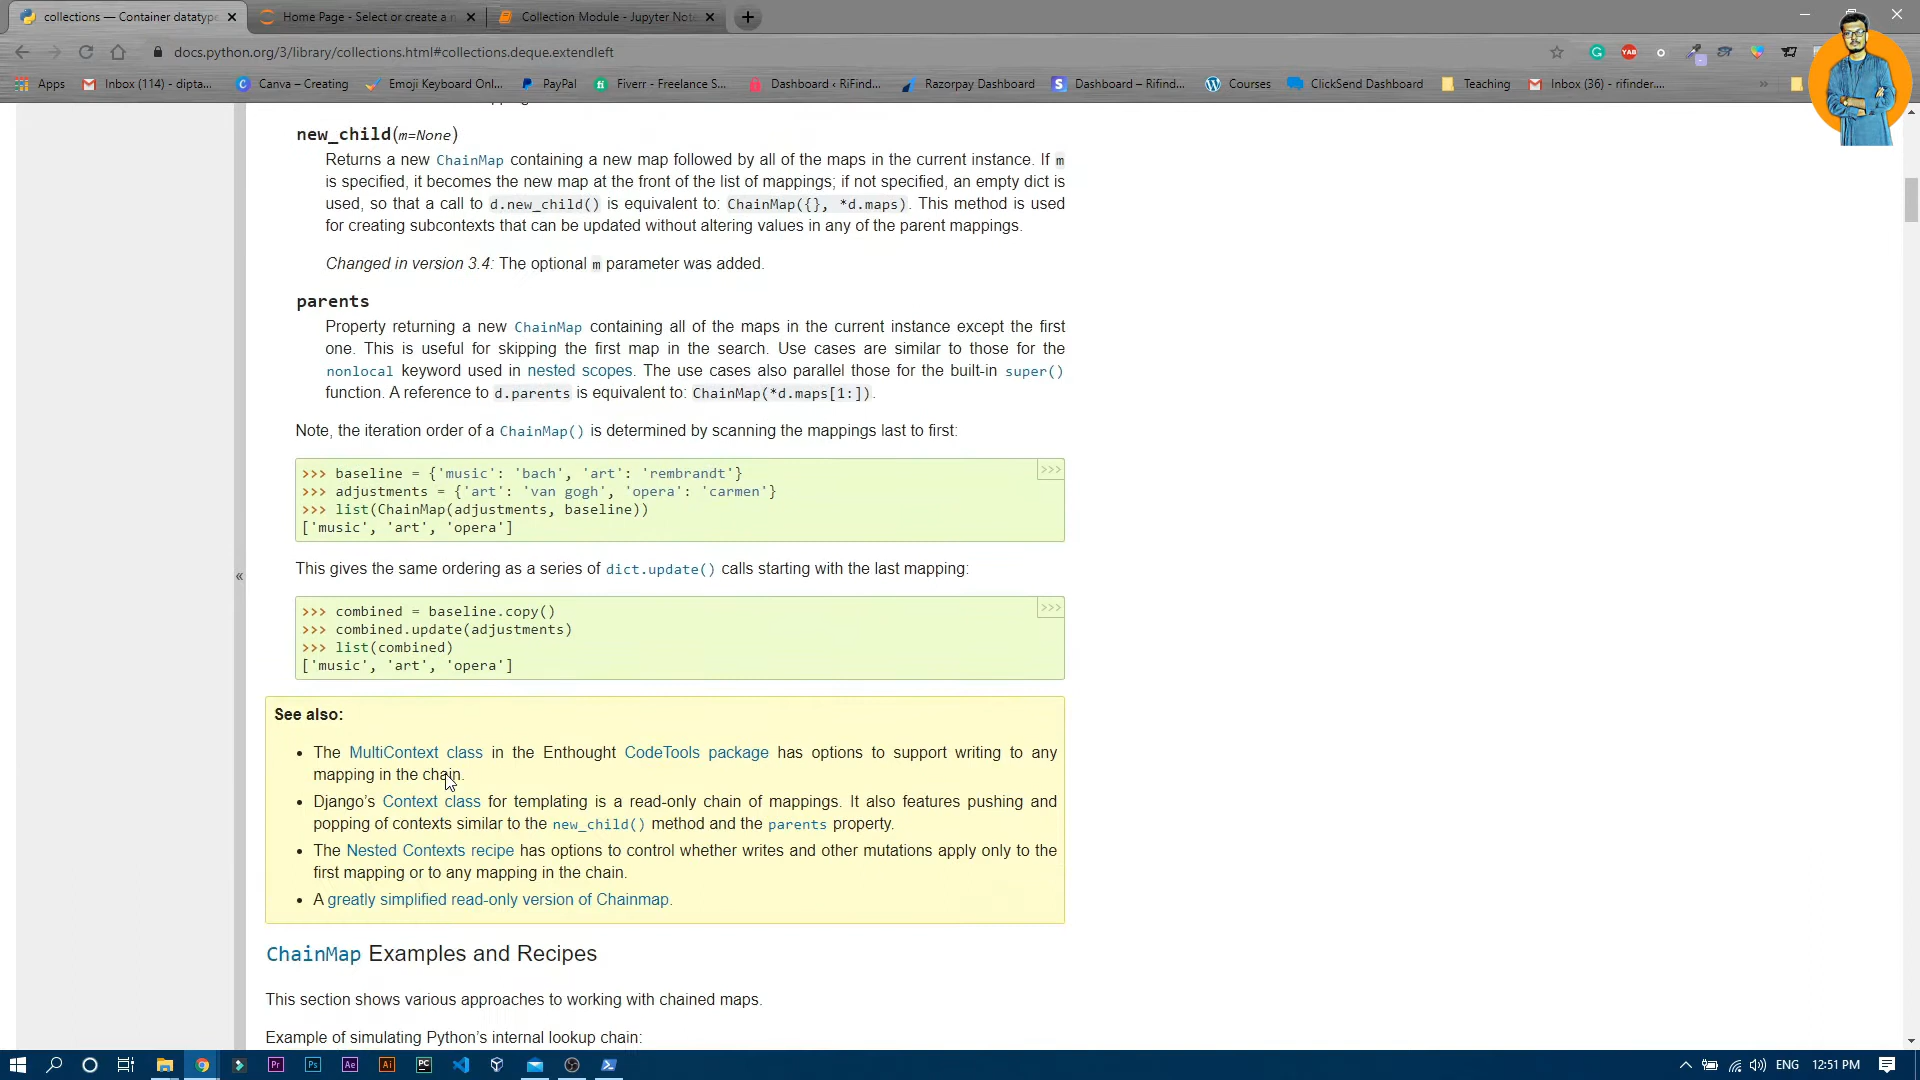 collections — Container datatype
Home Page - Select or create a n
Collection Module - Jupyter Note
docs.python.org/3/library/collections.html#collections.deque.extendleft
Apps
Inbox (114) - dipta...
Canva – Creating
Emoji Keyboard Onl...
PayPal
Fiverr - Freelance S...
Dashboard ‹ RiFind...
Razorpay Dashboard
Dashboard – Rifind...
Courses
ClickSend Dashboard
Teaching
Inbox (36) - rifinder....
new_child(m=None)
Returns a new ChainMap containing a new map followed by all of the maps in the current instance. If m
is specified, it becomes the new map at the front of the list of mappings; if not specified, an empty dict is
used, so that a call to d.new_child() is equivalent to: ChainMap({}, *d.maps). This method is used
for creating subcontexts that can be updated without altering values in any of the parent mappings.
Changed in version 3.4: The optional m parameter was added.
parents
Property returning a new ChainMap containing all of the maps in the current instance except the first
one. This is useful for skipping the first map in the search. Use cases are similar to those for the
nonlocal keyword used in nested scopes. The use cases also parallel those for the built-in super()
function. A reference to d.parents is equivalent to: ChainMap(*d.maps[1:]).
Note, the iteration order of a ChainMap() is determined by scanning the mappings last to first:
>>> baseline = {'music': 'bach', 'art': 'rembrandt'}
>>>
>>> adjustments = {'art': 'van gogh', 'opera': 'carmen'}
>>> list(ChainMap(adjustments, baseline))
['music', 'art', 'opera']
This gives the same ordering as a series of dict.update() calls starting with the last mapping:
>>> combined = baseline.copy()
>>>
>>> combined.update(adjustments)
>>> list(combined)
['music', 'art', 'opera']
See also:
• The MultiContext class in the Enthought CodeTools package has options to support writing to any
mapping in the chain.
• Django’s Context class for templating is a read-only chain of mappings. It also features pushing and
popping of contexts similar to the new_child() method and the parents property.
• The Nested Contexts recipe has options to control whether writes and other mutations apply only to the
first mapping or to any mapping in the chain.
• A greatly simplified read-only version of Chainmap.
ChainMap Examples and Recipes
This section shows various approaches to working with chained maps.
Example of simulating Python’s internal lookup chain:
ENG
12:51 PM